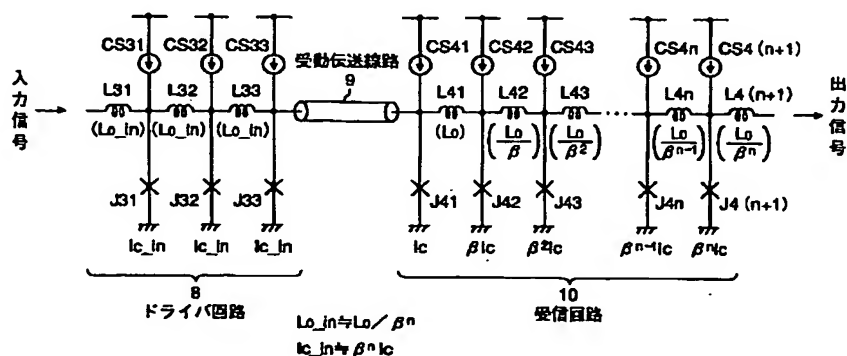 CS31 CS32 CS33 受動伝送線路 CS41 CS42 CS43 CS4n CS4(n+1)
入力信号 9 出力信号
L31 L32 L33 L41 L42 L43 L4n L4(n+1)
(Lo_in) (Lo_in) (Lo_in) (Lo) (Lo/β) (Lo/β²) (Lo/βⁿ⁻¹) (Lo/βⁿ)
J31 J32 J33 J41 J42 J43 J4n J4(n+1)
Ic_in Ic_in Ic_in Ic βIc β²Ic βⁿ⁻¹Ic βⁿIc
8 10
ドライバ回路 受信回路
Lo_in≒Lo/βⁿ
Ic_in≒βⁿIc